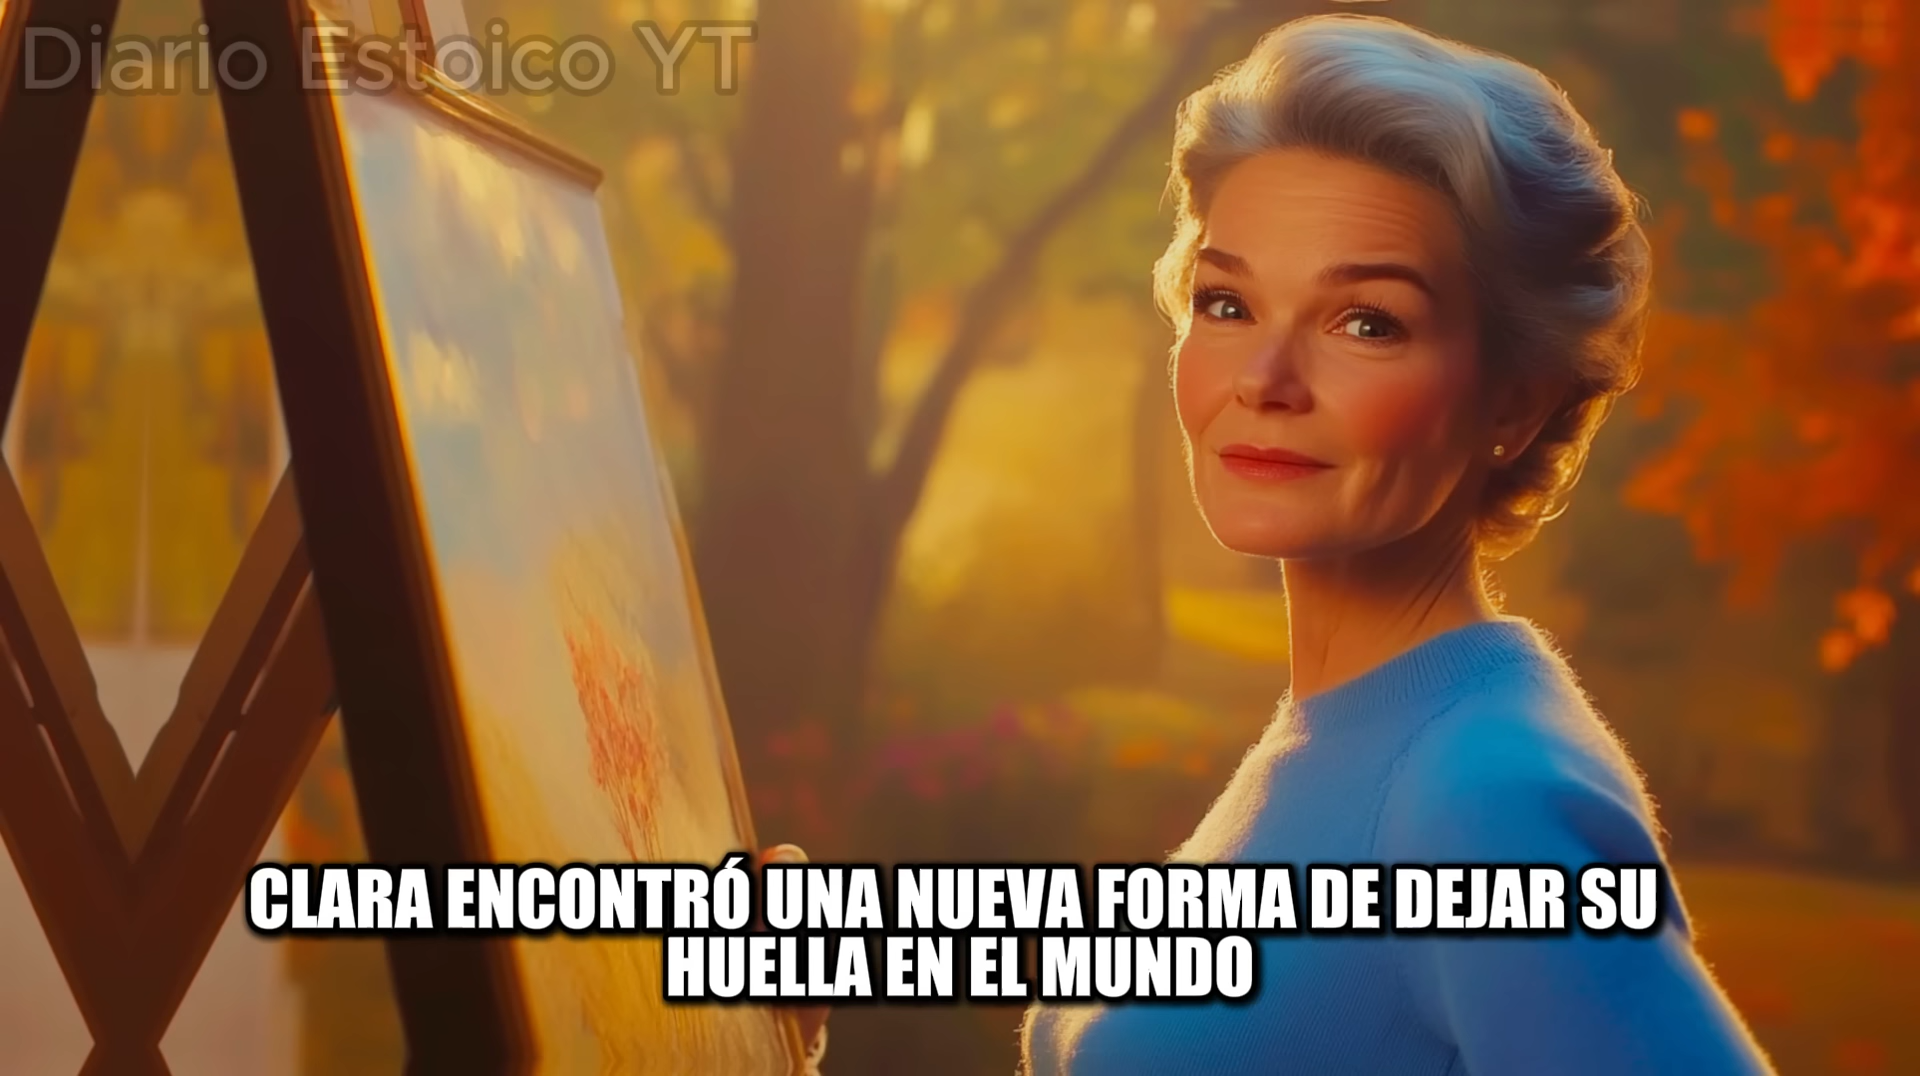 Diario Estoico YT
CLARA ENCONTRÓ UNA NUEVA FORMA DE DEJAR SU
HUELLA EN EL MUNDO